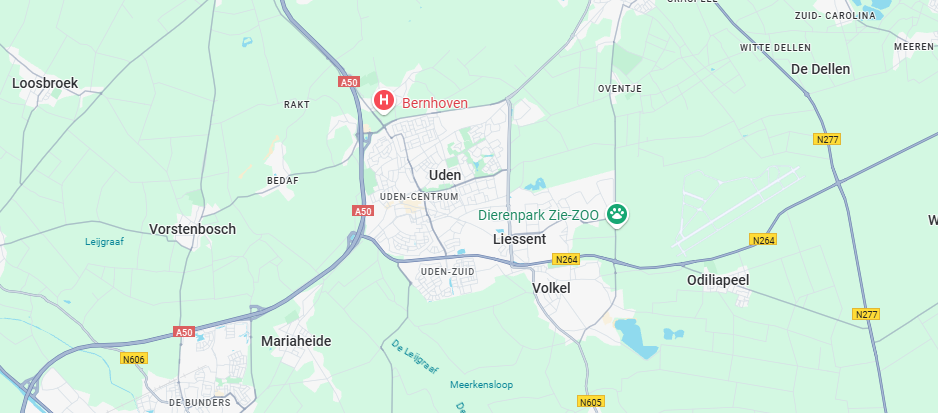 ZUID- CAROLINA
WITTE DELLEN
MEEREN
Loosbroek
A50
De Dellen
OVENTJE
H
Bernhoven
RAKT
N277
Uden
BEDAF
UDEN-CENTRUM
A50
Dierenpark Zie-ZOO
Vorstenbosch
Leijgraaf
Liessent
N264
UDEN-ZUID
N264
Volkel
Odiliapeel
N277
A50
Mariaheide
N606
De Leijgraaf
Meerkensloop
DE BUNDERS
N605